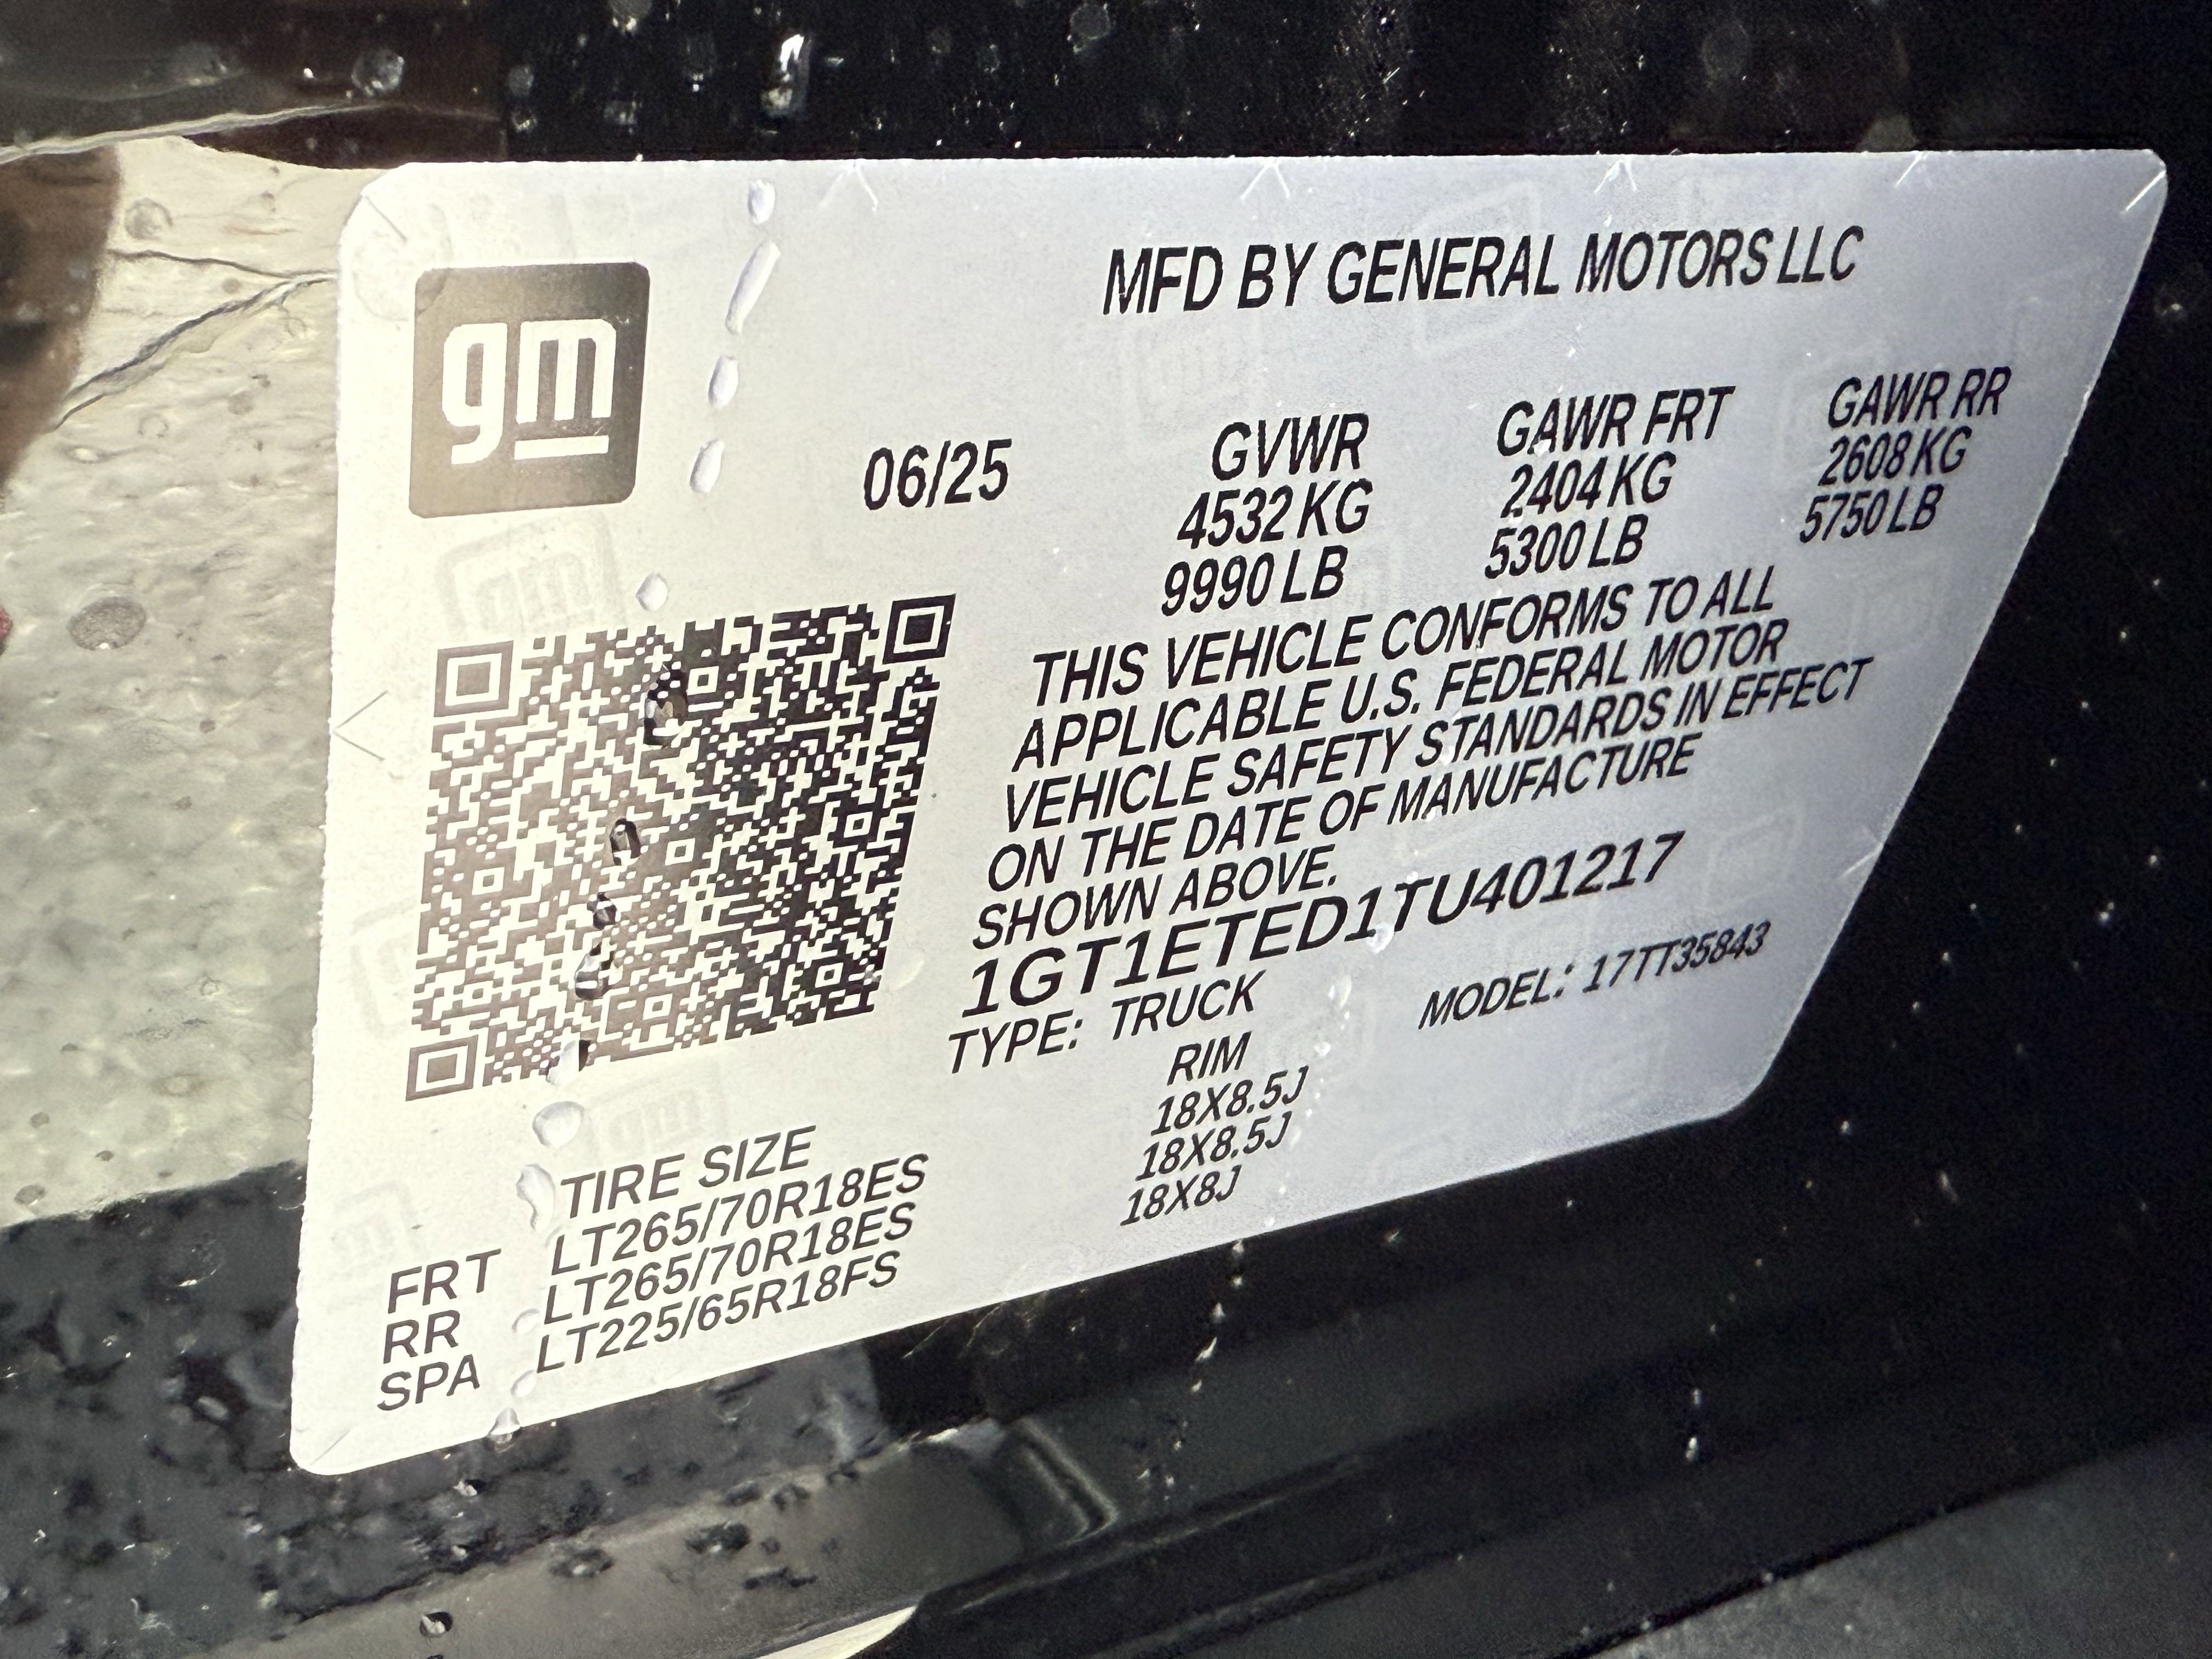 gm
MFD BY GENERAL MOTORS LLC
06/25
GVWR GAWR FRT GAWR RR
4532 KG 2404 KG 2608 KG
9990 LB 5300 LB 5750 LB
THIS VEHICLE CONFORMS TO ALL
APPLICABLE U.S. FEDERAL MOTOR
VEHICLE SAFETY STANDARDS IN EFFECT
ON THE DATE OF MANUFACTURE
SHOWN ABOVE.
1GT1ETED1TU401217
TYPE: TRUCK MODEL: 17TT35843
TIRE SIZE RIM
FRT LT265/70R18ES 18X8.5J
RR LT265/70R18ES 18X8.5J
SPA LT225/65R18FS 18X8J